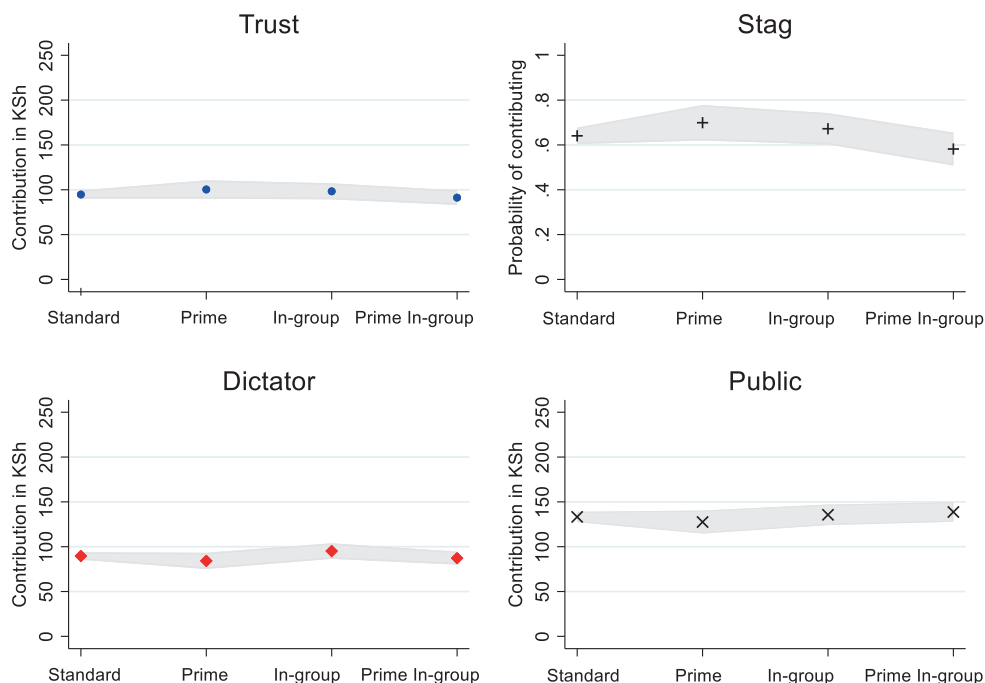 Trust
Contribution in KSh
250
200
150
100
50
0
Standard Prime In-group Prime In-group
Stag
Probability of contributing
1
.8
.6
.4
.2
0
Standard Prime In-group Prime In-group
Dictator
Contribution in KSh
250
200
150
100
50
0
Standard Prime In-group Prime In-group
Public
Contribution in KSh
250
200
150
100
50
0
Standard Prime In-group Prime In-group